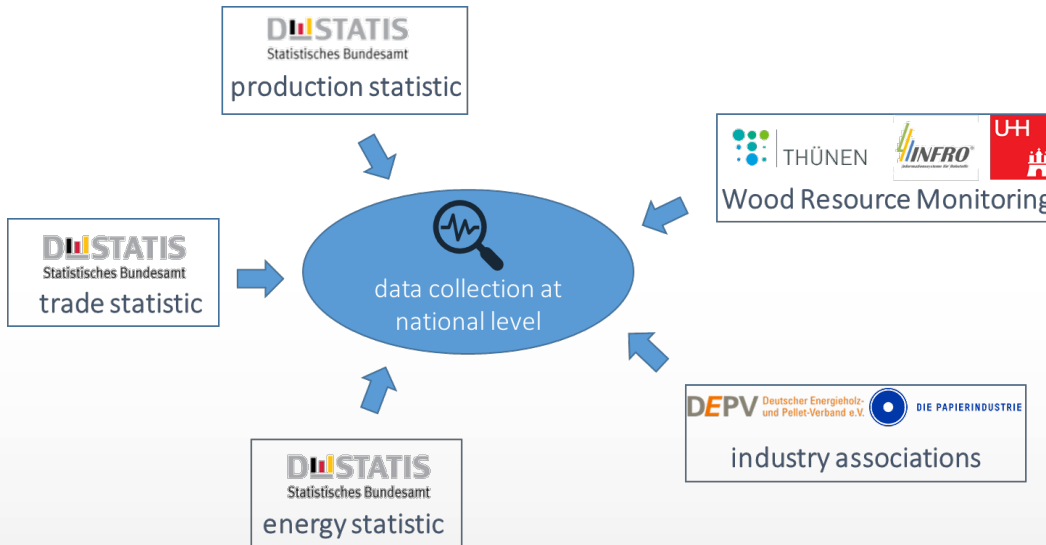 DESTATIS
Statistisches Bundesamt
production statistic
THÜNEN
INFRO
UHH
Wood Resource Monitoring
DESTATIS
Statistisches Bundesamt
trade statistic
data collection at
national level
DEPV Deutscher Energieholz-
und Pellet-Verband e.V.
DIE PAPIERINDUSTRIE
industry associations
DESTATIS
Statistisches Bundesamt
energy statistic